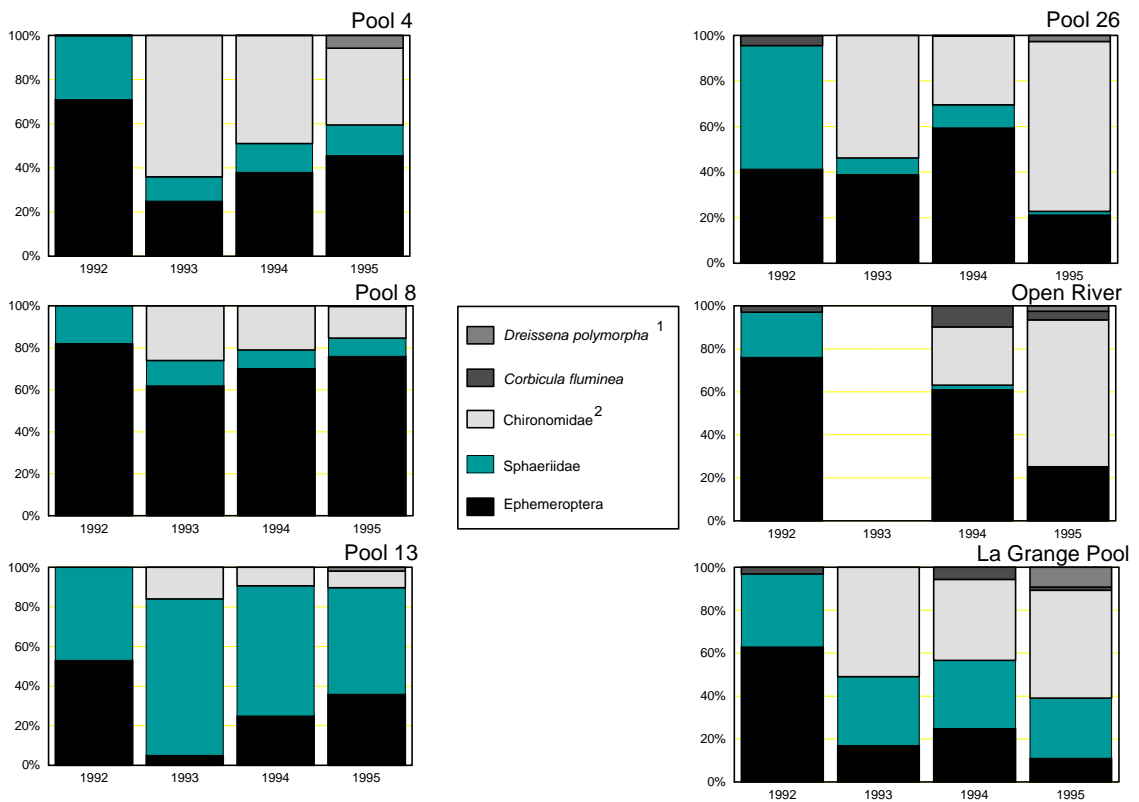 Pool 4
100%
80%
60%
40%
20%
0%
1992 1993 1994 1995
Pool 26
100%
80%
60%
40%
20%
0%
1992 1993 1994 1995
Pool 8
100%
80%
60%
40%
20%
0%
1992 1993 1994 1995
Dreissena polymorpha 1
Corbicula fluminea
Chironomidae 2
Sphaeriidae
Ephemeroptera
Open River
100%
80%
60%
40%
20%
0%
1992 1993 1994 1995
Pool 13
100%
80%
60%
40%
20%
0%
1992 1993 1994 1995
La Grange Pool
100%
80%
60%
40%
20%
0%
1992 1993 1994 1995